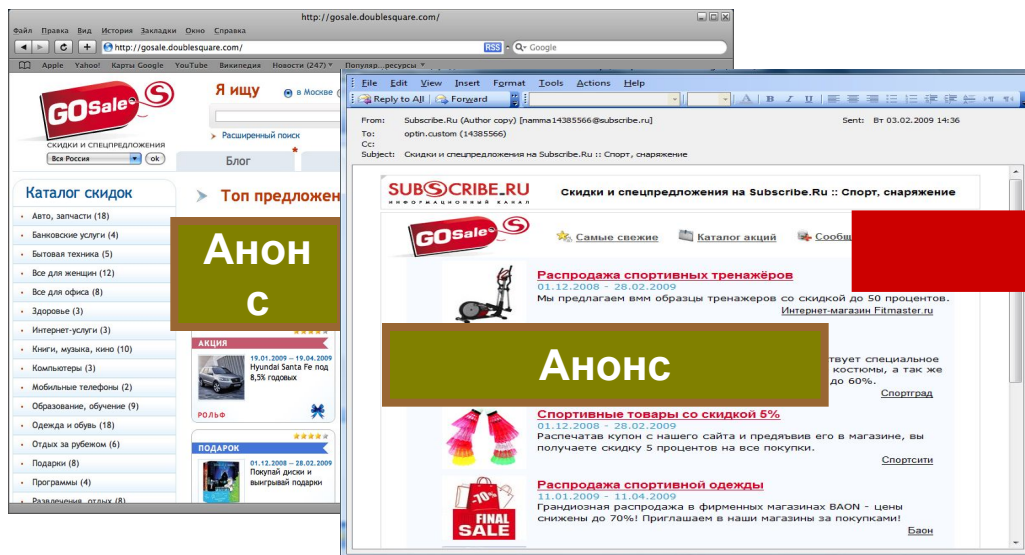 http://gosale.doublesquare.com/
Файл Правка Вид История Закладки Окно Справка
http://gosale.doublesquare.com/
RSS
Google
Apple Yahoo! Карты Google YouTube Википедия Новости (247) Популяр...ресурсы
GOSale S
СКИДКИ И СПЕЦПРЕДЛОЖЕНИЯ
Вся Россия
ok
Я ищу
в Москве
Расширенный поиск
Блог
*
Каталог скидок
Авто, запчасти (18)
Банковские услуги (4)
Бытовая техника (5)
Все для женщин (12)
Все для офиса (8)
Здоровье (3)
Интернет-услуги (3)
Книги, музыка, кино (10)
Компьютеры (3)
Мобильные телефоны (2)
Образование, обучение (9)
Одежда и обувь (18)
Отдых за рубежом (6)
Подарки (8)
Программы (4)
Развлечения, отдых (8)
Топ предложен
Анон
с
АКЦИЯ
19.01.2009 – 19.04.2009
Hyundai Santa Fe под
8,5% годовых
РОЛЬФ
ПОДАРОК
01.12.2008 – 28.02.2009
Покупай диски и
выигрывай подарки
File Edit View Insert Format Tools Actions Help
Reply to All Forward
A B I U
From: Subscribe.Ru (Author copy) [namma14385566@subscribe.ru]
Sent: Вт 03.02.2009 14:36
To: optin.custom (14385566)
Cc:
Subject: Скидки и спецпредложения на Subscribe.Ru :: Спорт, снаряжение
SUBSCRIBE.RU
ИНФОРМАЦИОННЫЙ КАНАЛ
Скидки и спецпредложения на Subscribe.Ru :: Спорт, снаряжение
GOSale S
Самые свежие
Каталог акций
Сообщ
Распродажа спортивных тренажёров
01.12.2008 - 28.02.2009
Мы предлагаем вмм образцы тренажеров со скидкой до 50 процентов.
Интернет-магазин Fitmaster.ru
Анонс
твует специальное
костюмы, а так же
до 60%.
Спортград
Спортивные товары со скидкой 5%
01.12.2008 - 28.02.2009
Распечатав купон с нашего сайта и предяъвив его в магазине, вы
получаете скидку 5 процентов на все покупки.
Спортсити
Распродажа спортивной одежды
11.01.2009 - 11.04.2009
Грандиозная распродажа в фирменных магазинах BAON - цены
снижены до 70%! Приглашаем в наши магазины за покупками!
Баон
-70%
FINAL
SALE